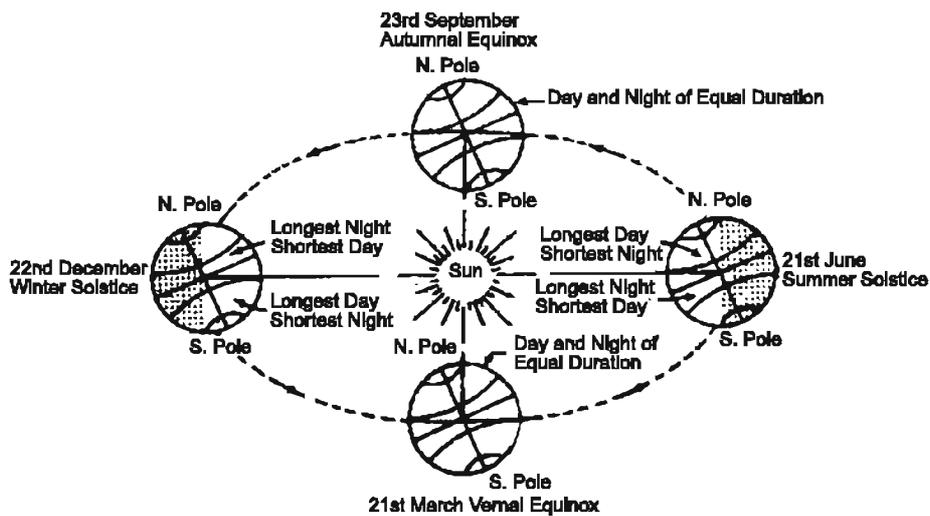 23rd September
Autumnal Equinox
N. Pole
Day and Night of Equal Duration
S. Pole
N. Pole
Longest Night
Shortest Day
22nd December
Winter Solstice
Longest Day
Shortest Night
S. Pole
Sun
N. Pole
Longest Day
Shortest Night
21st June
Summer Solstice
Longest Night
Shortest Day
S. Pole
N. Pole
Day and Night of
Equal Duration
S. Pole
21st March Vernal Equinox